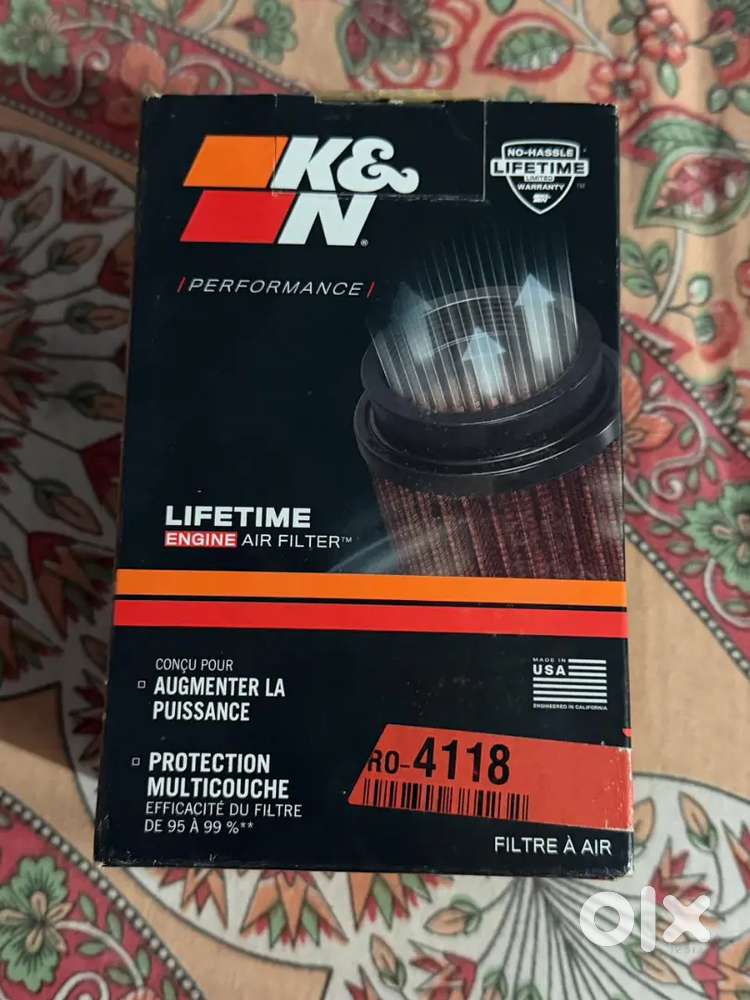 K&
N®
NO-HASSLE
LIFETIME
LIMITED
WARRANTY
K&N
™
/PERFORMANCE/
LIFETIME
ENGINE AIR FILTER™
CONÇU POUR
AUGMENTER LA
PUISSANCE
PROTECTION
MULTICOUCHE
EFFICACITÉ DU FILTRE
DE 95 À 99 %**
MADE IN
USA
ENGINEERED IN CALIFORNIA
RO-4118
FILTRE À AIR
olx